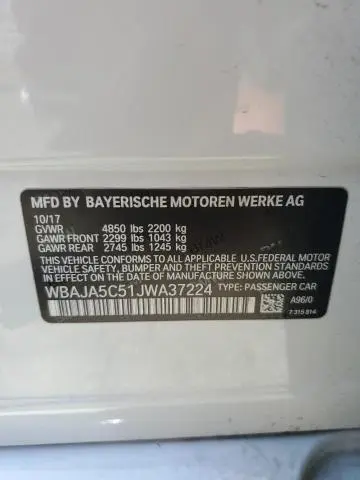 MFD BY BAYERISCHE MOTOREN WERKE AG
10/17
GVWR 4850 lbs 2200 kg
GAWR FRONT 2299 lbs 1043 kg
GAWR REAR 2745 lbs 1245 kg
THIS VEHICLE CONFORMS TO ALL APPLICABLE U.S.FEDERAL MOTOR
VEHICLE SAFETY, BUMPER, AND THEFT PREVENTION STANDARDS
IN EFFECT ON THE DATE OF MANUFACTURE SHOWN ABOVE.
WBAJA5C51JWA37224 TYPE: PASSENGER CAR
A96/0
7 315 814